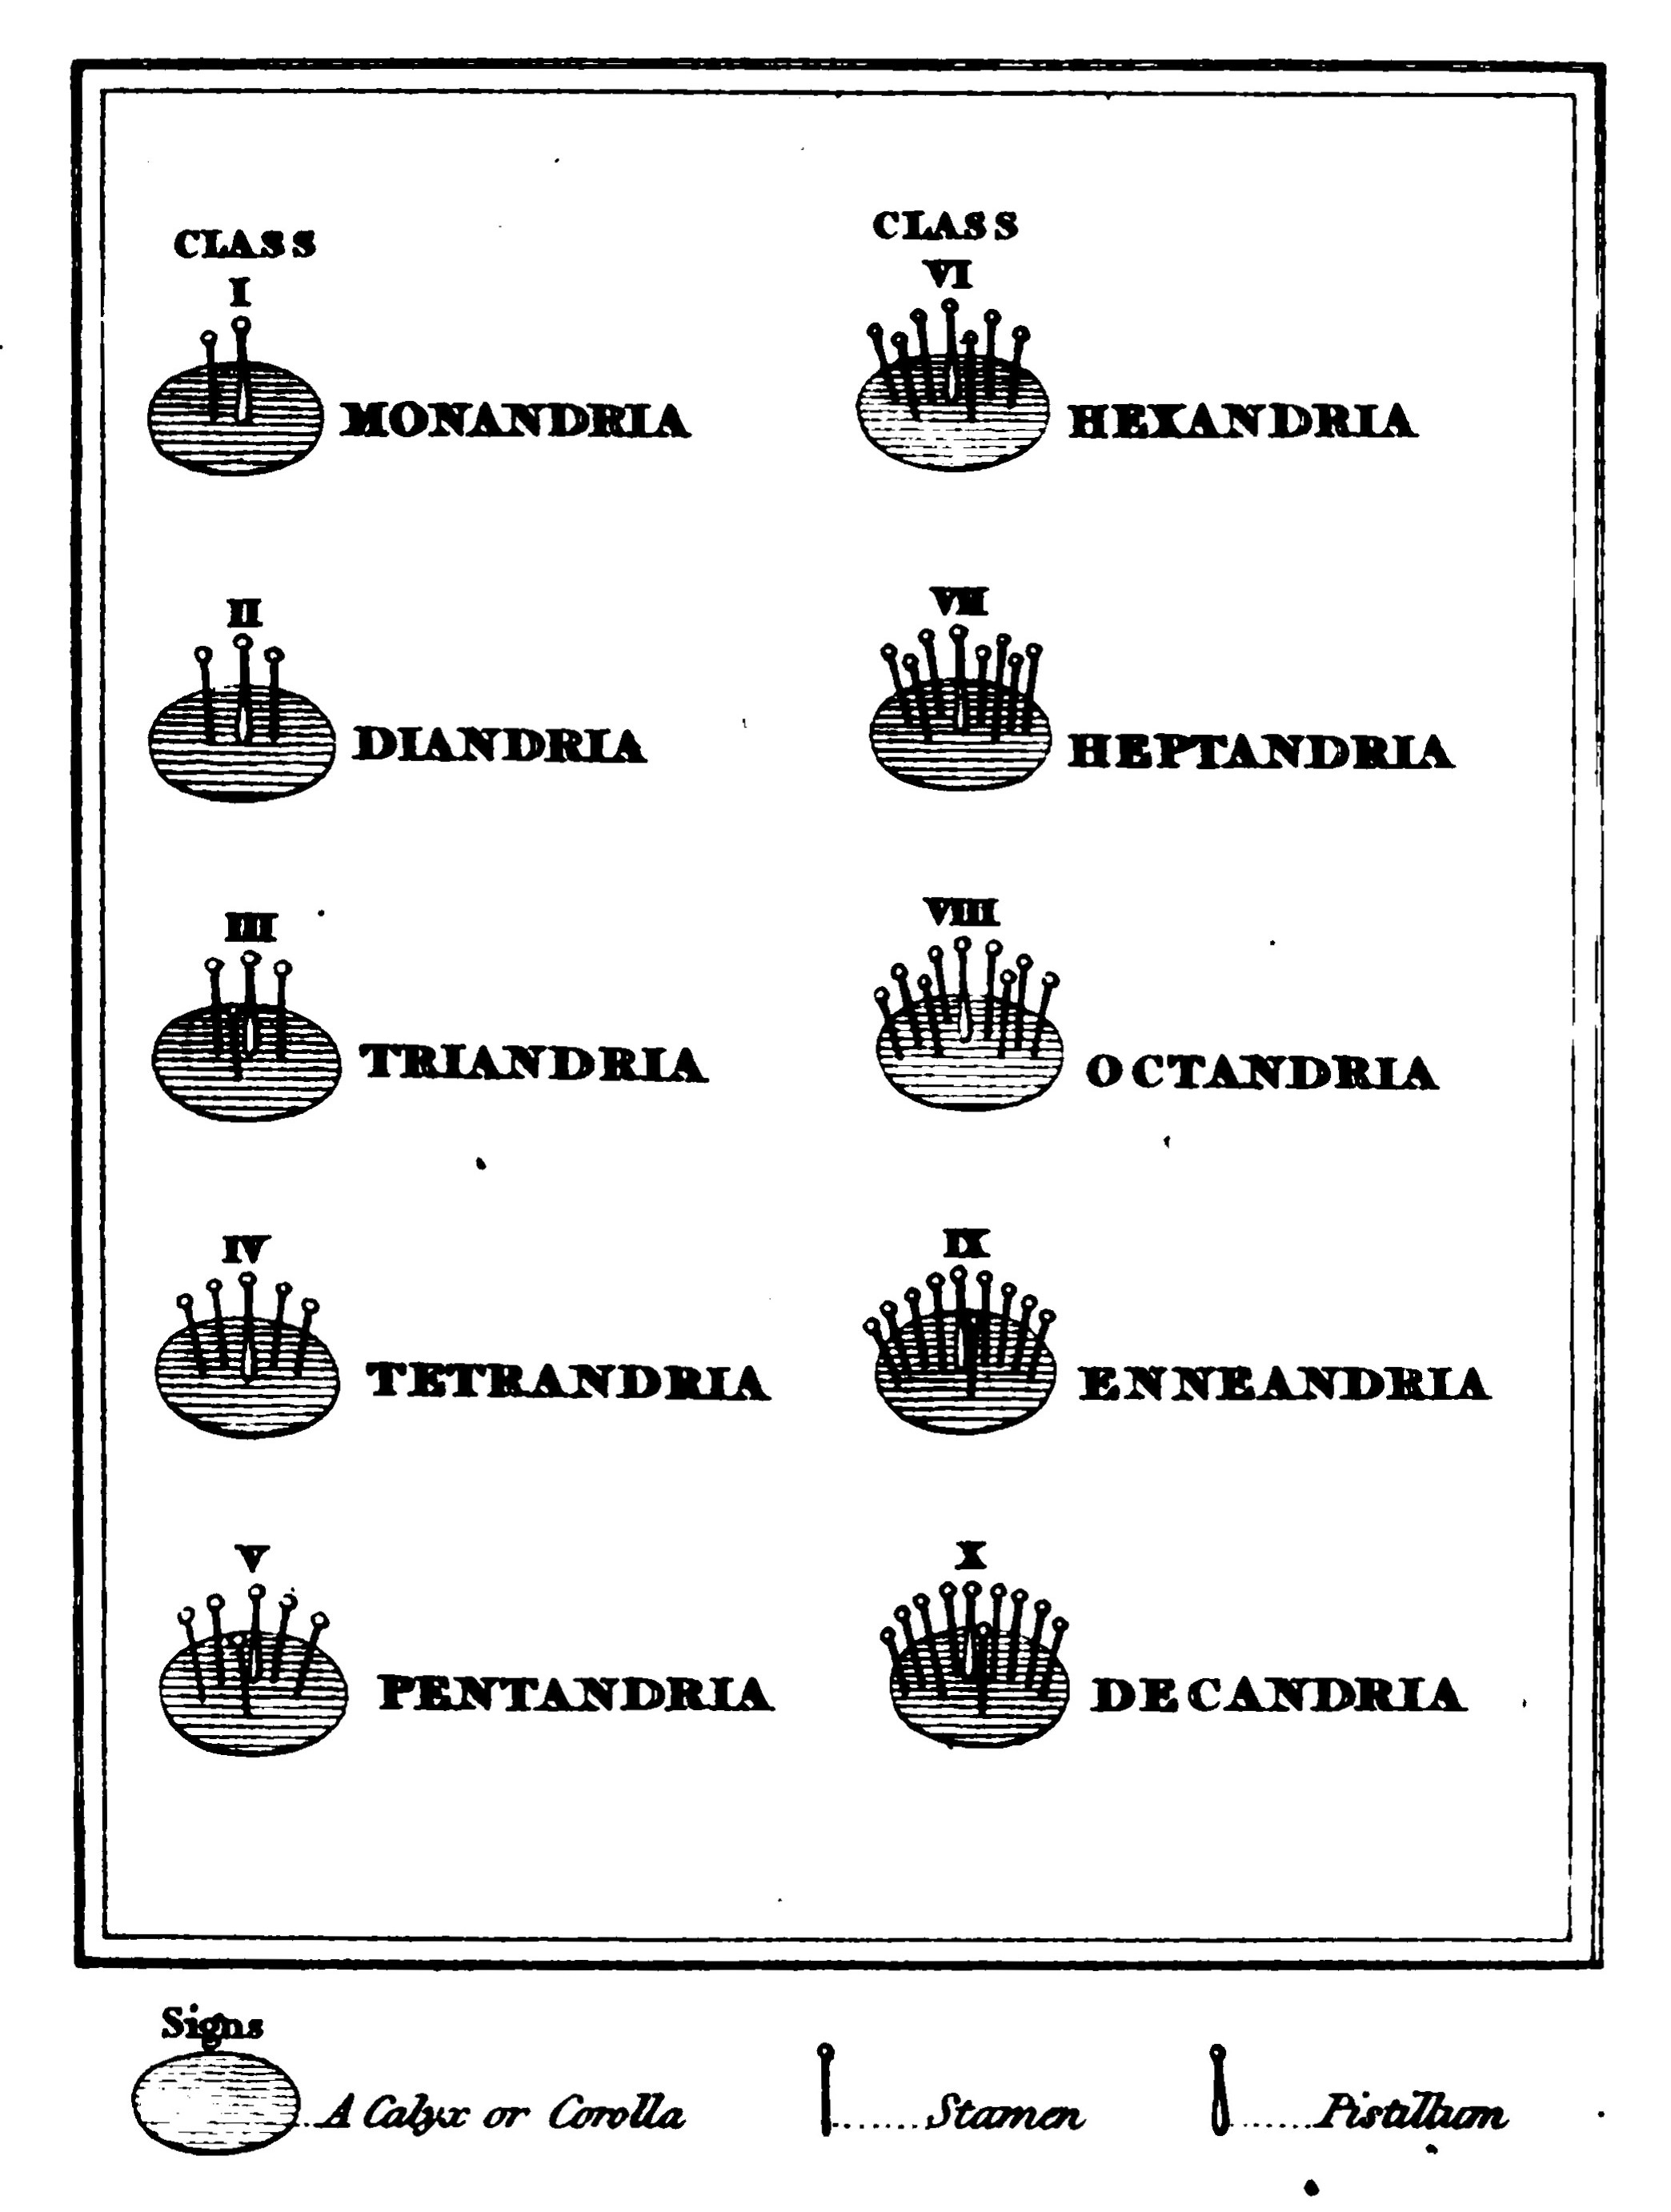 CLASS
I
MONANDRIA
II
DIANDRIA
III
TRIANDRIA
IV
TETRANDRIA
V
PENTANDRIA
CLASS
VI
HEXANDRIA
VII
HEPTANDRIA
VIII
OCTANDRIA
IX
ENNEANDRIA
X
DECANDRIA
Signs
A Calyx or Corolla
Stamen
Pistillum